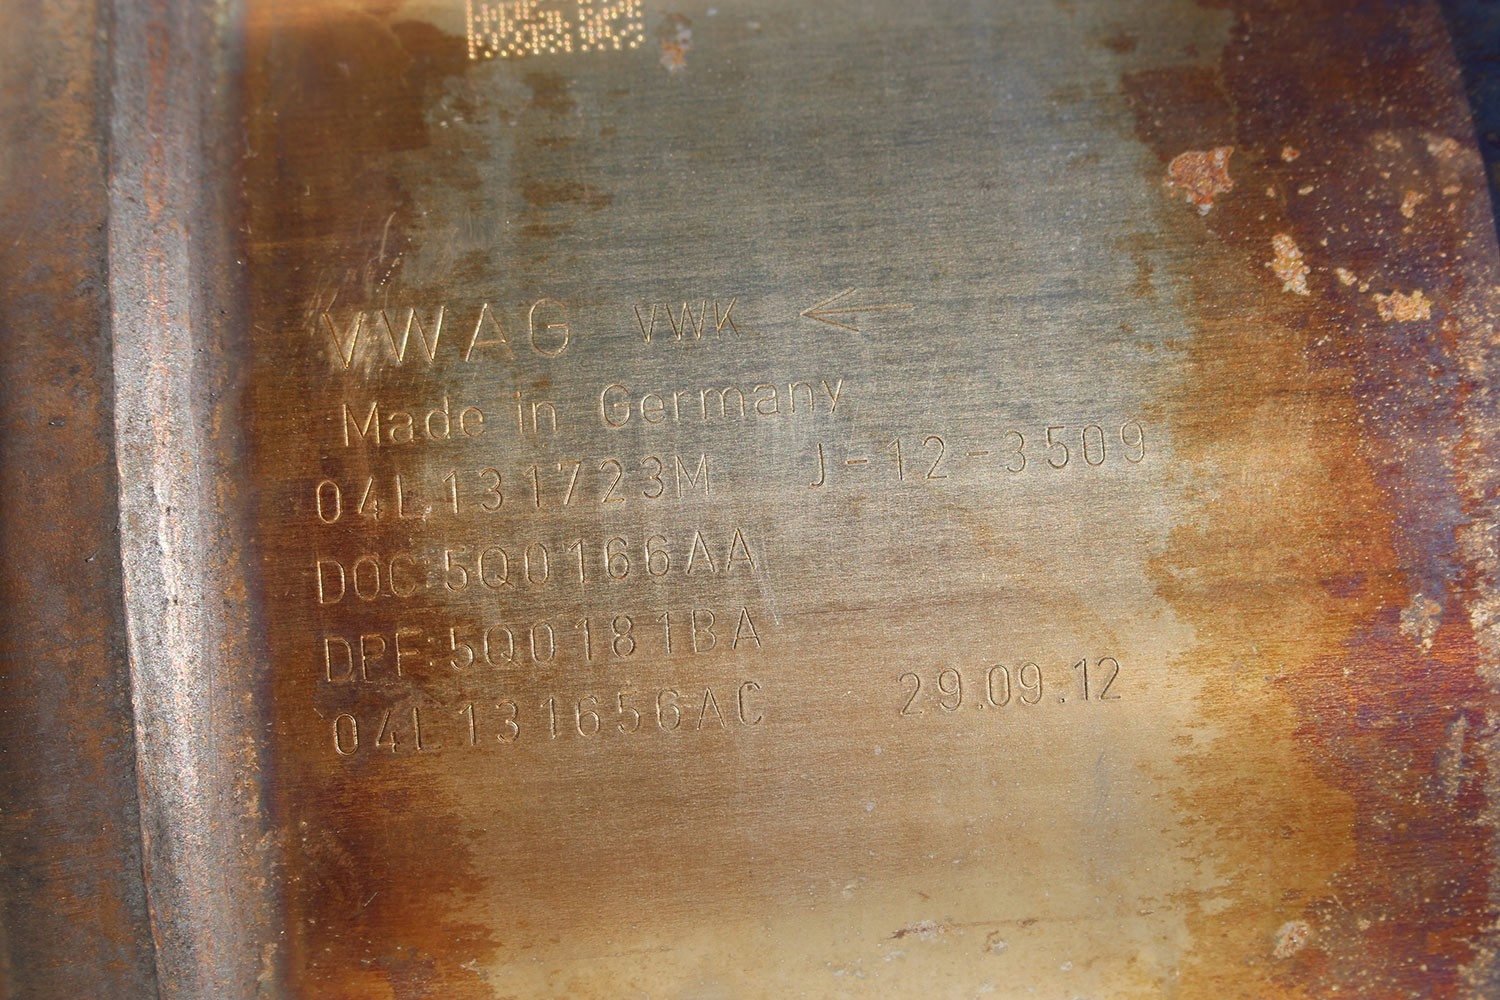 VWAG VWK ←
Made in Germany
04L131723M J-12-3509
DOC:5Q0166AA
DPF:5Q0181BA
04L131656AC 29.09.12